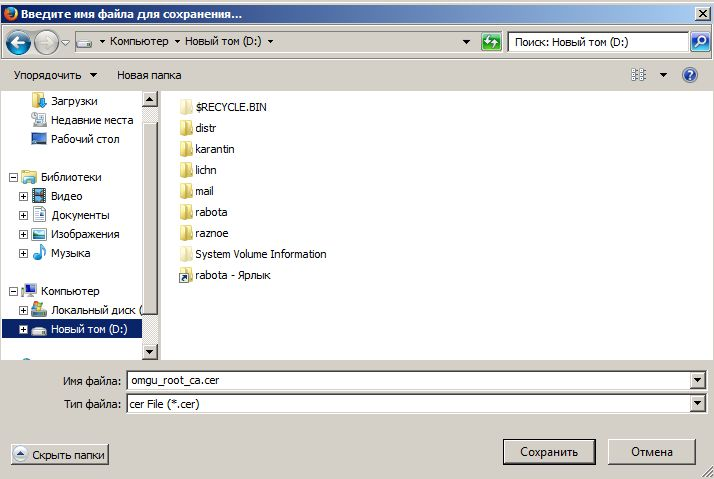 Введите имя файла для сохранения...
Компьютер Новый том (D:)
Поиск: Новый том (D:)
Упорядочить Новая папка
Загрузки
Недавние места
Рабочий стол
Библиотеки
Видео
Документы
Изображения
Музыка
Компьютер
Локальный диск (
Новый том (D:)
$RECYCLE.BIN
distr
karantin
lichn
mail
rabota
raznoe
System Volume Information
rabota - Ярлык
Имя файла: omgu_root_ca.cer
Тип файла: cer File (*.cer)
Скрыть папки
Сохранить
Отмена